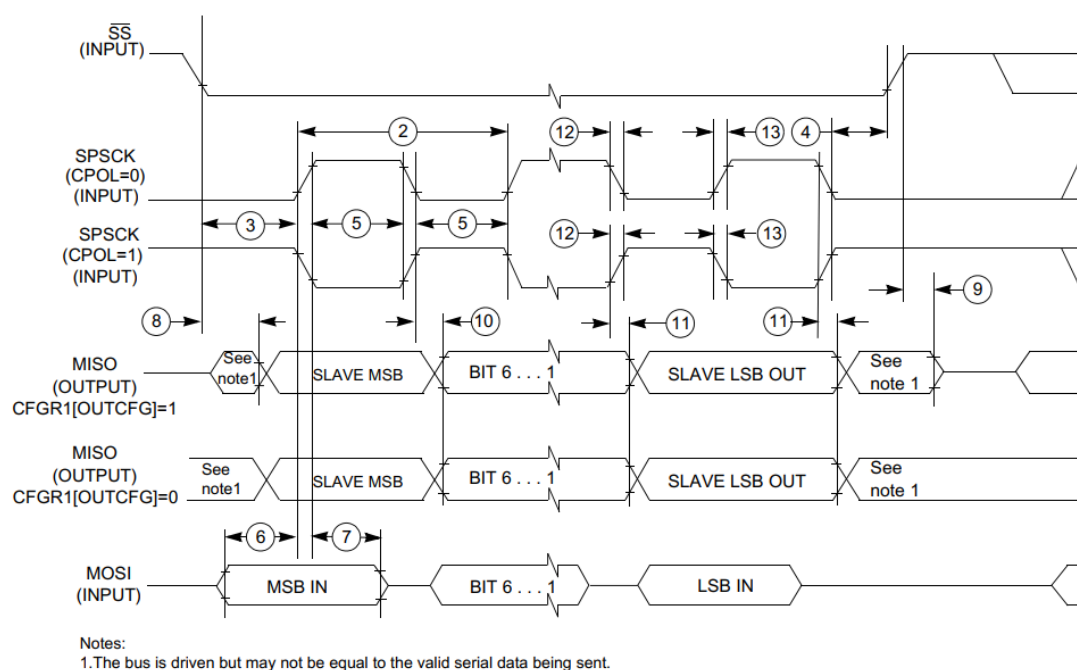 SS
(INPUT)
2
12
13
4
SPSCK
(CPOL=0)
(INPUT)
3
5
5
SPSCK
(CPOL=1)
(INPUT)
12
13
8
10
11
11
9
MISO
(OUTPUT)
CFGR1[OUTCFG]=1
See
note1
SLAVE MSB
BIT 6 . . . 1
SLAVE LSB OUT
See
note 1
MISO
(OUTPUT)
CFGR1[OUTCFG]=0
See
note1
SLAVE MSB
BIT 6 . . . 1
SLAVE LSB OUT
See
note 1
6
7
MOSI
(INPUT)
MSB IN
BIT 6 . . . 1
LSB IN
Notes:
1.The bus is driven but may not be equal to the valid serial data being sent.